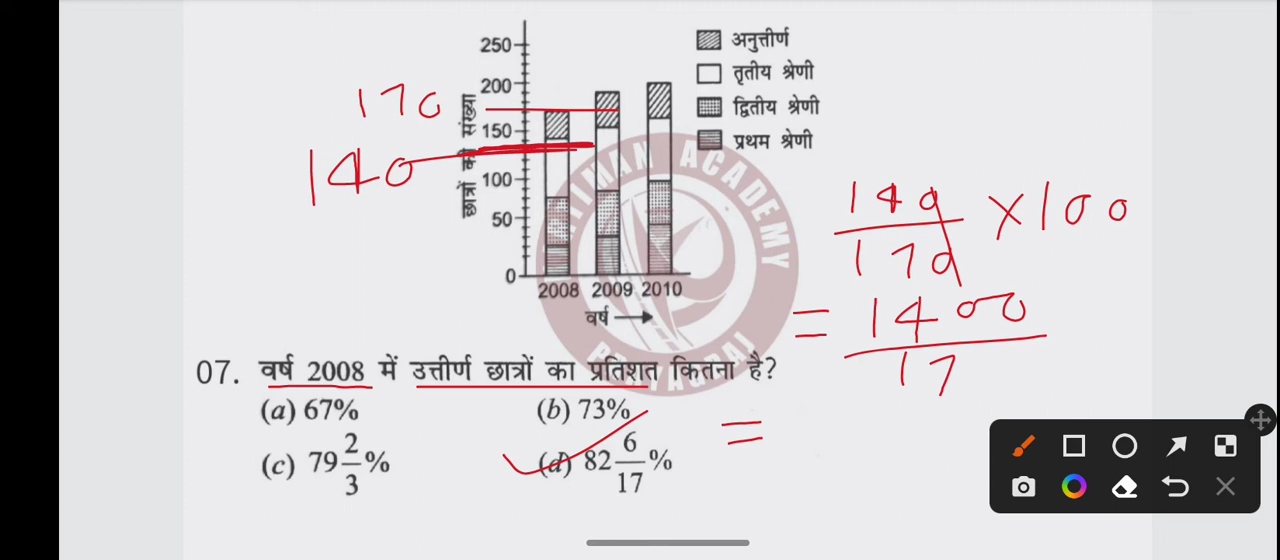 250
200
150
100
50
0
छात्रों की संख्या
अनुत्तीर्ण
तृतीय श्रेणी
द्वितीय श्रेणी
प्रथम श्रेणी
170
140
2008 2009 2010
वर्ष
140/170 × 100
= 1400/17
07. वर्ष 2008 में उत्तीर्ण छात्रों का प्रतिशत कितना है?
(a) 67% (b) 73%
(c) 79 2/3 % (d) 82 6/17 %
=